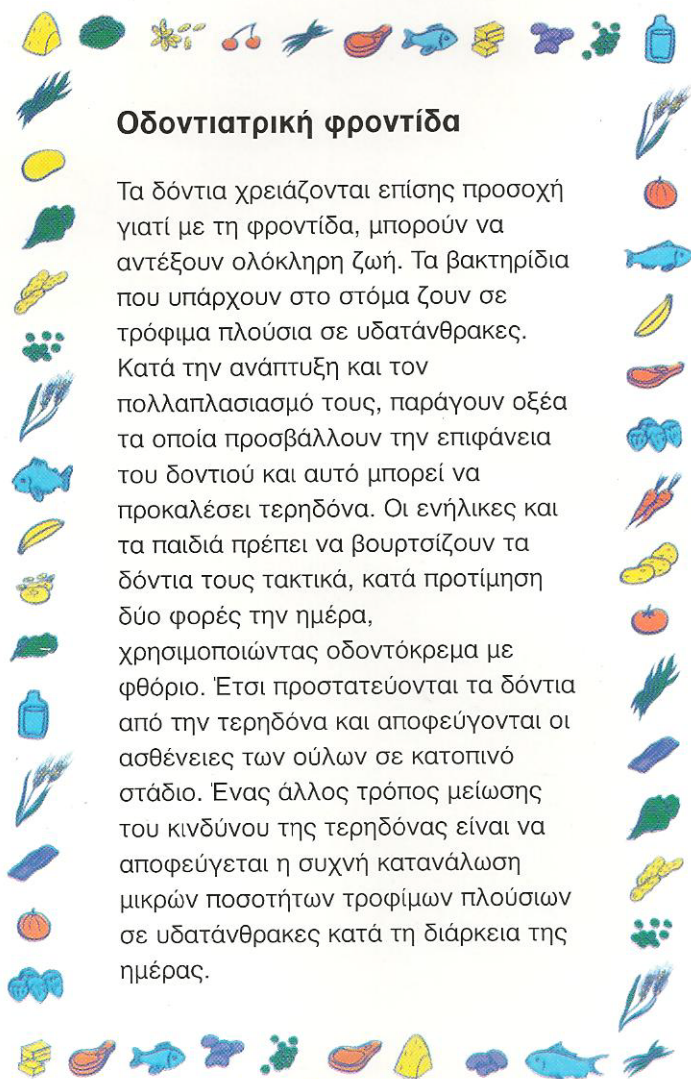 Οδοντιατρική φροντίδα
Τα δόντια χρειάζονται επίσης προσοχή
γιατί με τη φροντίδα, μπορούν να
αντέξουν ολόκληρη ζωή. Τα βακτηρίδια
που υπάρχουν στο στόμα ζουν σε
τρόφιμα πλούσια σε υδατάνθρακες.
Κατά την ανάπτυξη και τον
πολλαπλασιασμό τους, παράγουν οξέα
τα οποία προσβάλλουν την επιφάνεια
του δοντιού και αυτό μπορεί να
προκαλέσει τερηδόνα. Οι ενήλικες και
τα παιδιά πρέπει να βουρτσίζουν τα
δόντια τους τακτικά, κατά προτίμηση
δύο φορές την ημέρα,
χρησιμοποιώντας οδοντόκρεμα με
φθόριο. Έτσι προστατεύονται τα δόντια
από την τερηδόνα και αποφεύγονται οι
ασθένειες των ούλων σε κατοπινό
στάδιο. Ένας άλλος τρόπος μείωσης
του κινδύνου της τερηδόνας είναι να
αποφεύγεται η συχνή κατανάλωση
μικρών ποσοτήτων τροφίμων πλούσιων
σε υδατάνθρακες κατά τη διάρκεια της
ημέρας.